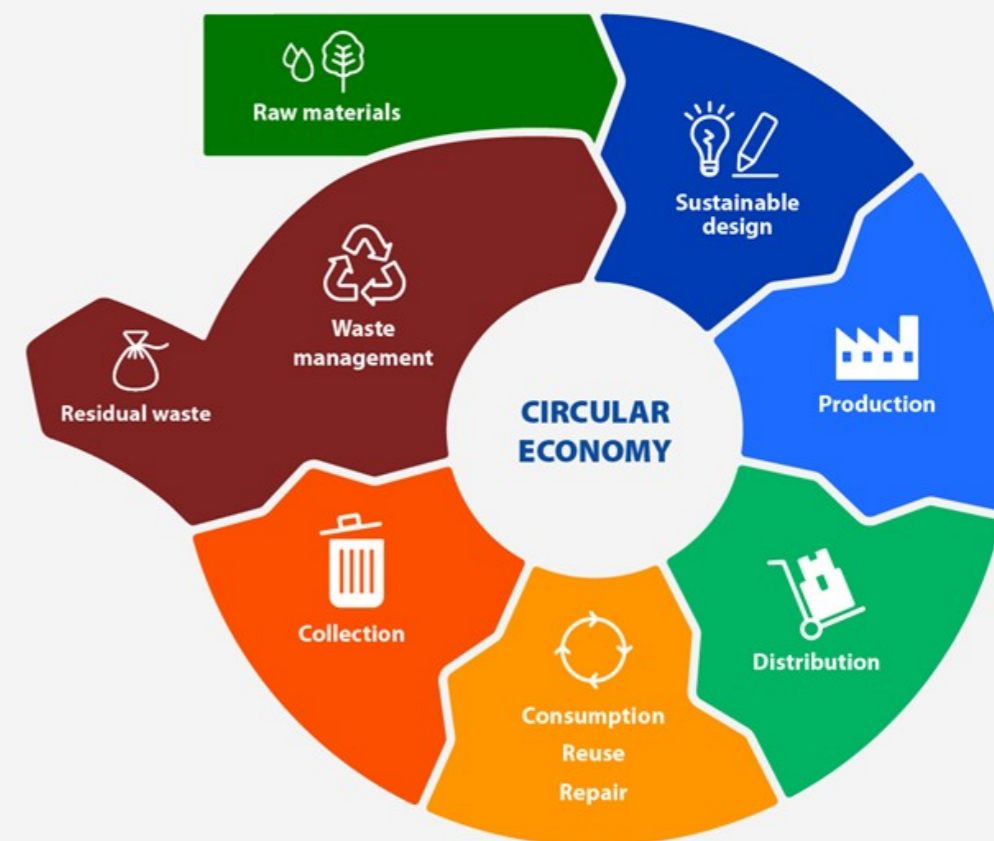 Raw materials
Sustainable
design
Production
Distribution
Consumption
Reuse
Repair
Collection
Waste
management
Residual waste
CIRCULAR
ECONOMY